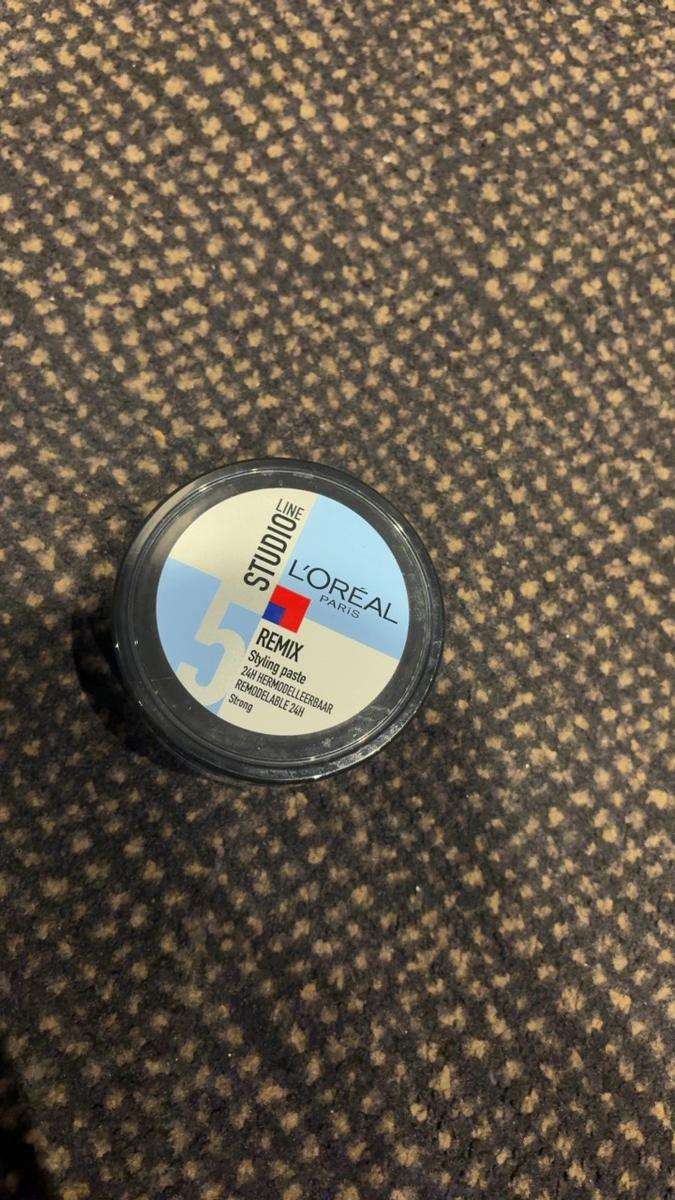 STUDIO LINE
L'ORÉAL
PARIS
5
REMIX
Styling paste
24H HERMODELLEERBAAR
REMODELABLE 24H
Strong